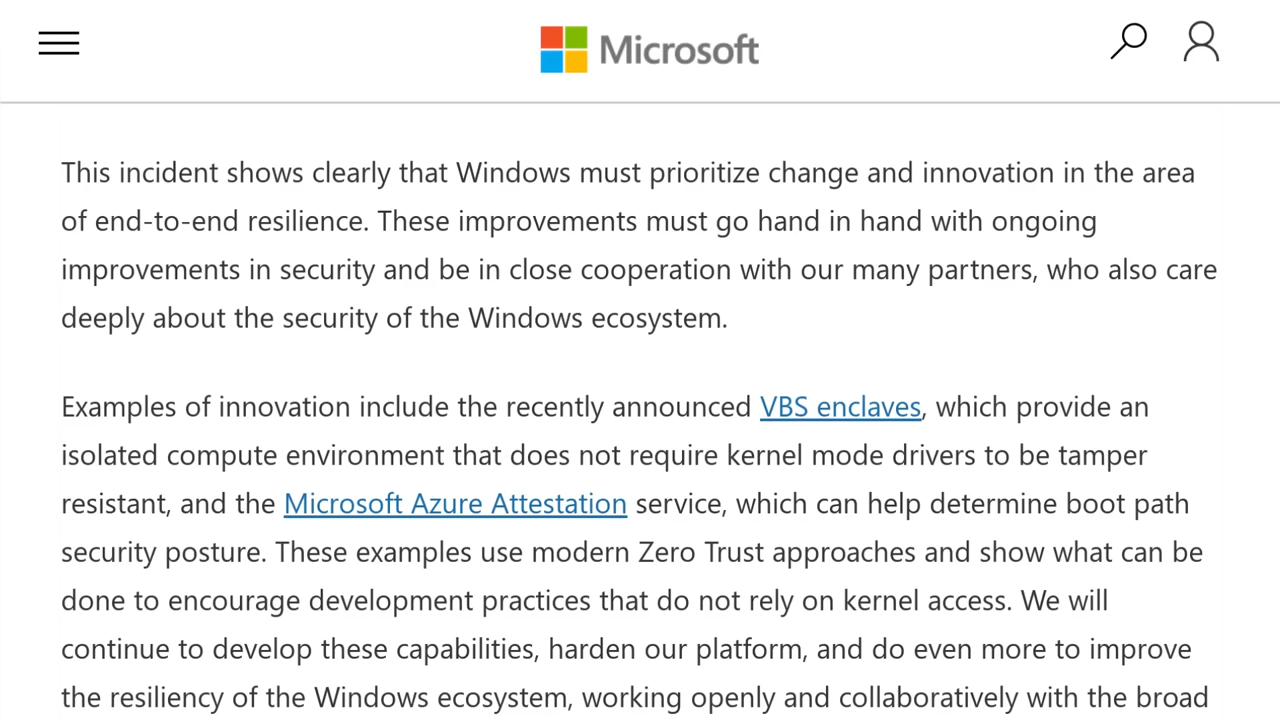 Microsoft
This incident shows clearly that Windows must prioritize change and innovation in the area
of end-to-end resilience. These improvements must go hand in hand with ongoing
improvements in security and be in close cooperation with our many partners, who also care
deeply about the security of the Windows ecosystem.
Examples of innovation include the recently announced VBS enclaves, which provide an
isolated compute environment that does not require kernel mode drivers to be tamper
resistant, and the Microsoft Azure Attestation service, which can help determine boot path
security posture. These examples use modern Zero Trust approaches and show what can be
done to encourage development practices that do not rely on kernel access. We will
continue to develop these capabilities, harden our platform, and do even more to improve
the resiliency of the Windows ecosystem, working openly and collaboratively with the broad